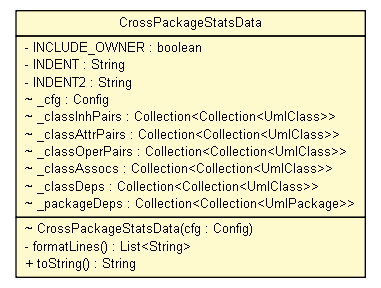 CrossPackageStatsData
- INCLUDE_OWNER : boolean
- INDENT : String
- INDENT2 : String
~ _cfg : Config
~ _classInhPairs : Collection<Collection<UmlClass>>
~ _classAttrPairs : Collection<Collection<UmlClass>>
~ _classOperPairs : Collection<Collection<UmlClass>>
~ _classAssocs : Collection<Collection<UmlClass>>
~ _classDeps : Collection<Collection<UmlClass>>
~ _packageDeps : Collection<Collection<UmlPackage>>
~ CrossPackageStatsData(cfg : Config)
- formatLines() : List<String>
+ toString() : String